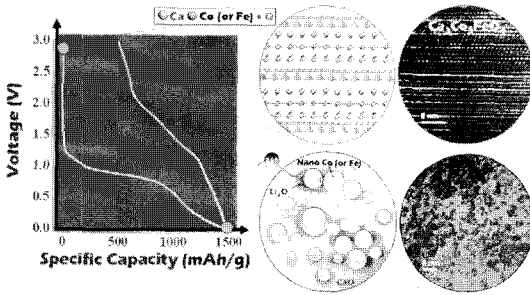 Ca Co (or Fe) O
3.0
2.5
2.0
1.5
1.0
0.5
0.0
Voltage (V)
0
500
1000
1500
Specific Capacity (mAh/g)
Nano Co (or Fe)
Li₂O
CaO